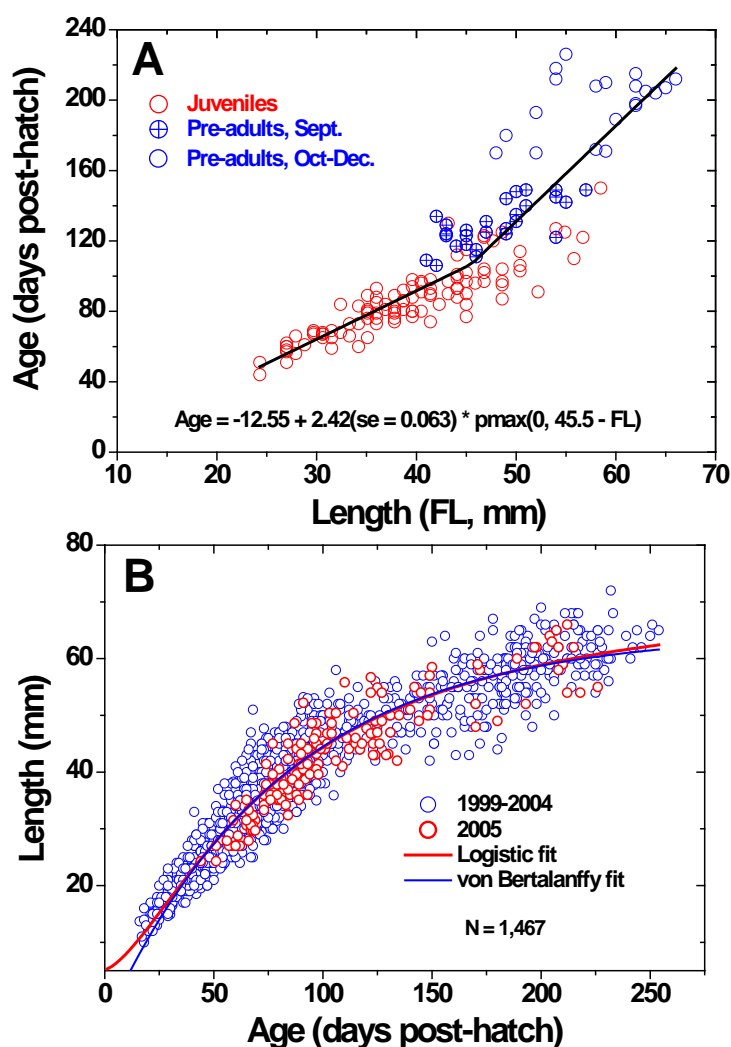 A
Juveniles
Pre-adults, Sept.
Pre-adults, Oct-Dec.
240
200
160
120
80
40
0
Age (days post-hatch)
Age = -12.55 + 2.42(se = 0.063) * pmax(0, 45.5 - FL)
10 20 30 40 50 60 70
Length (FL, mm)
B
80
60
40
20
Length (mm)
1999-2004
2005
Logistic fit
von Bertalanffy fit
N = 1,467
0 50 100 150 200 250
Age (days post-hatch)